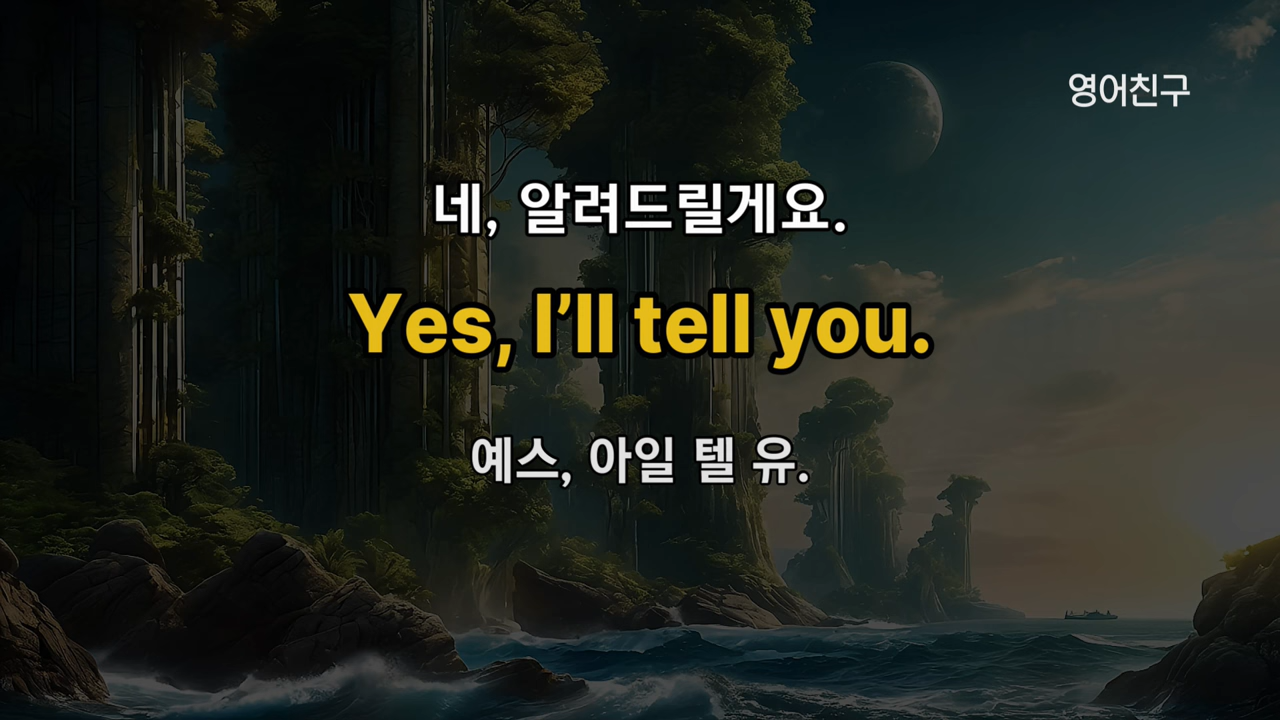 영어친구
네, 알려드릴게요.
Yes, I’ll tell you.
예스, 아일 텔 유.